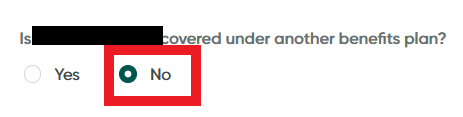 Is covered under another benefits plan?
Yes No